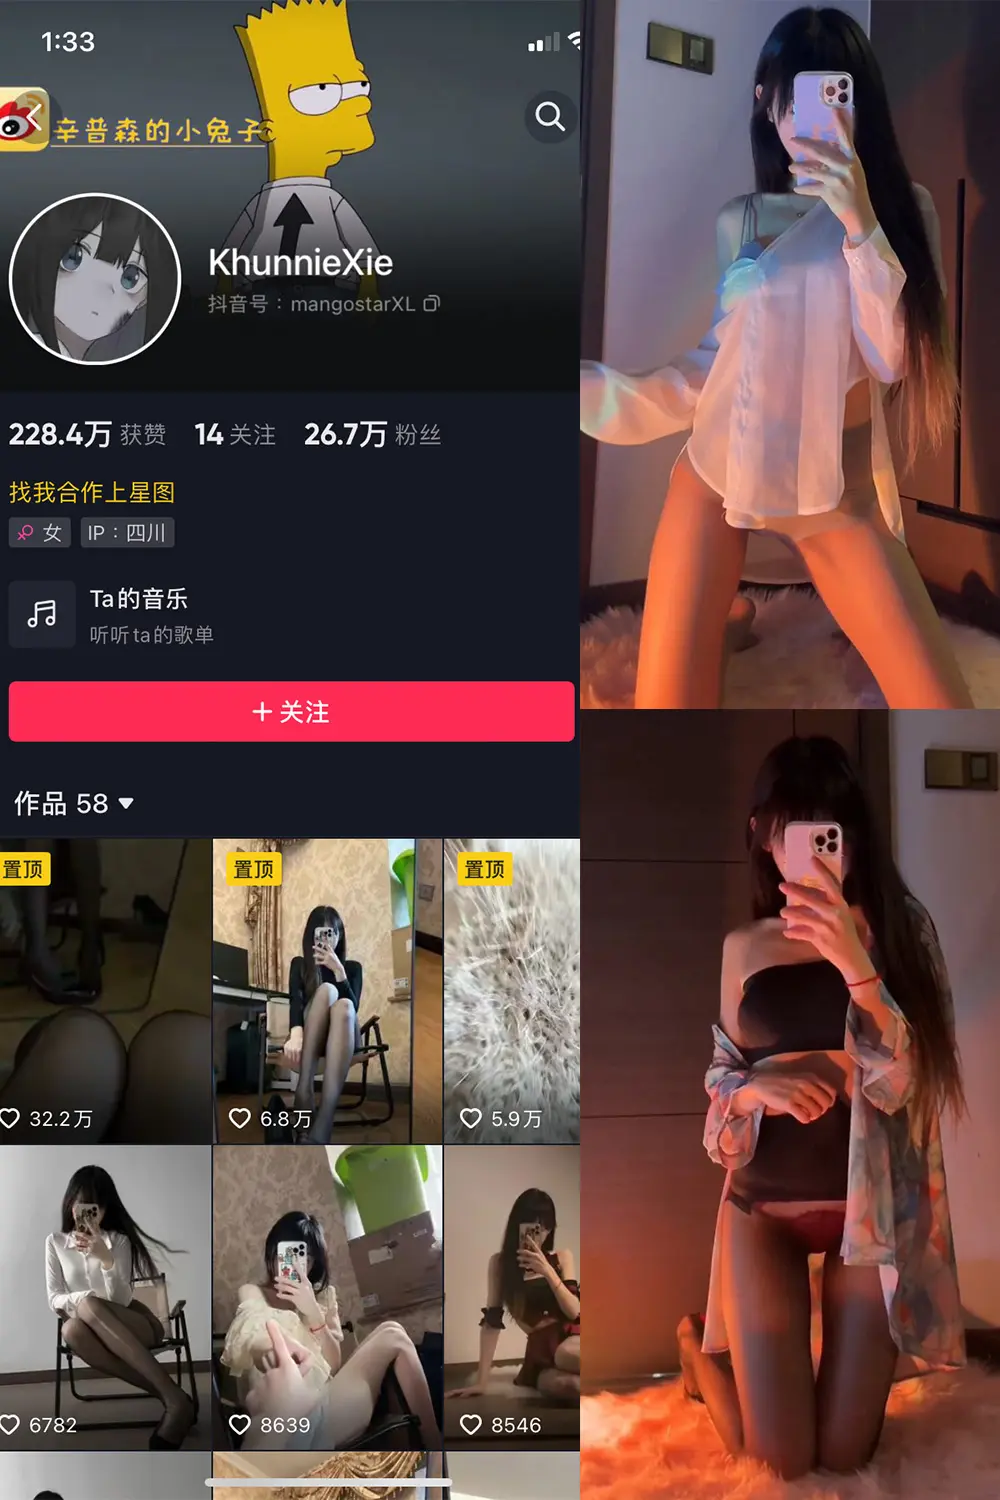 1:33
辛普森的小兔子
KhunnieXie
抖音号：mangostarXL
228.4万 获赞 14 关注 26.7万 粉丝
找我合作上星图
女 IP：四川
Ta的音乐
听听ta的歌单
+ 关注
作品 58
置顶 置顶 置顶
32.2万 6.8万 5.9万
6782 8639 8546